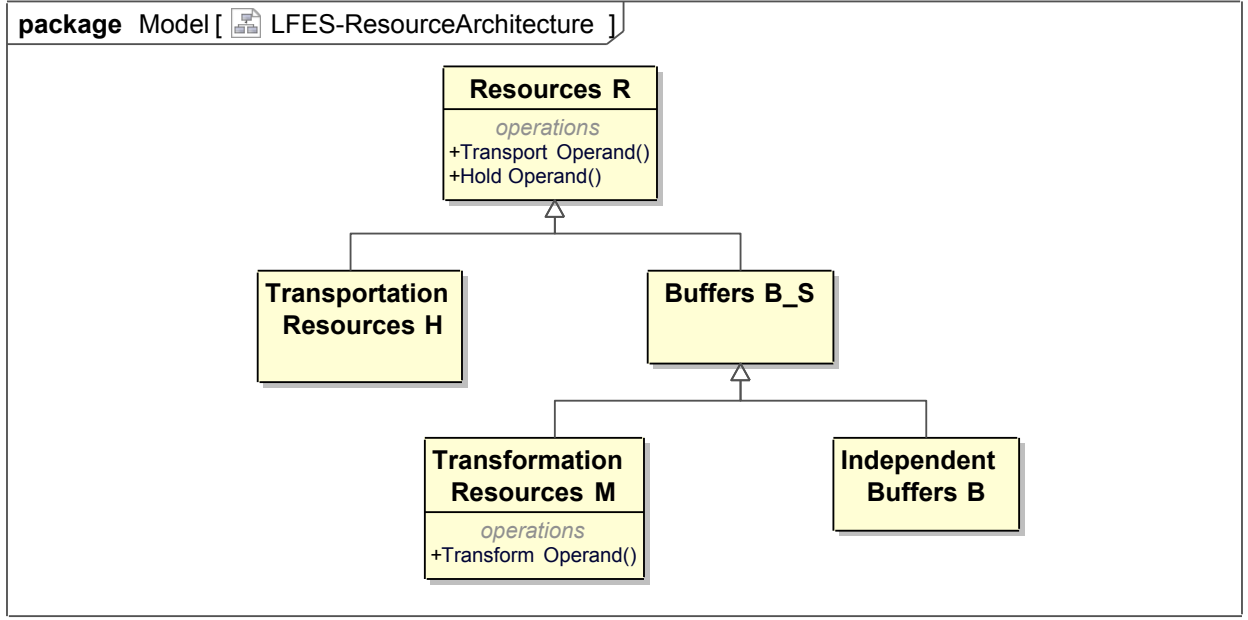 package Model [ LFES-ResourceArchitecture ]
Resources R
operations
+Transport Operand()
+Hold Operand()
Transportation
Resources H
Buffers B_S
Transformation
Resources M
operations
+Transform Operand()
Independent
Buffers B